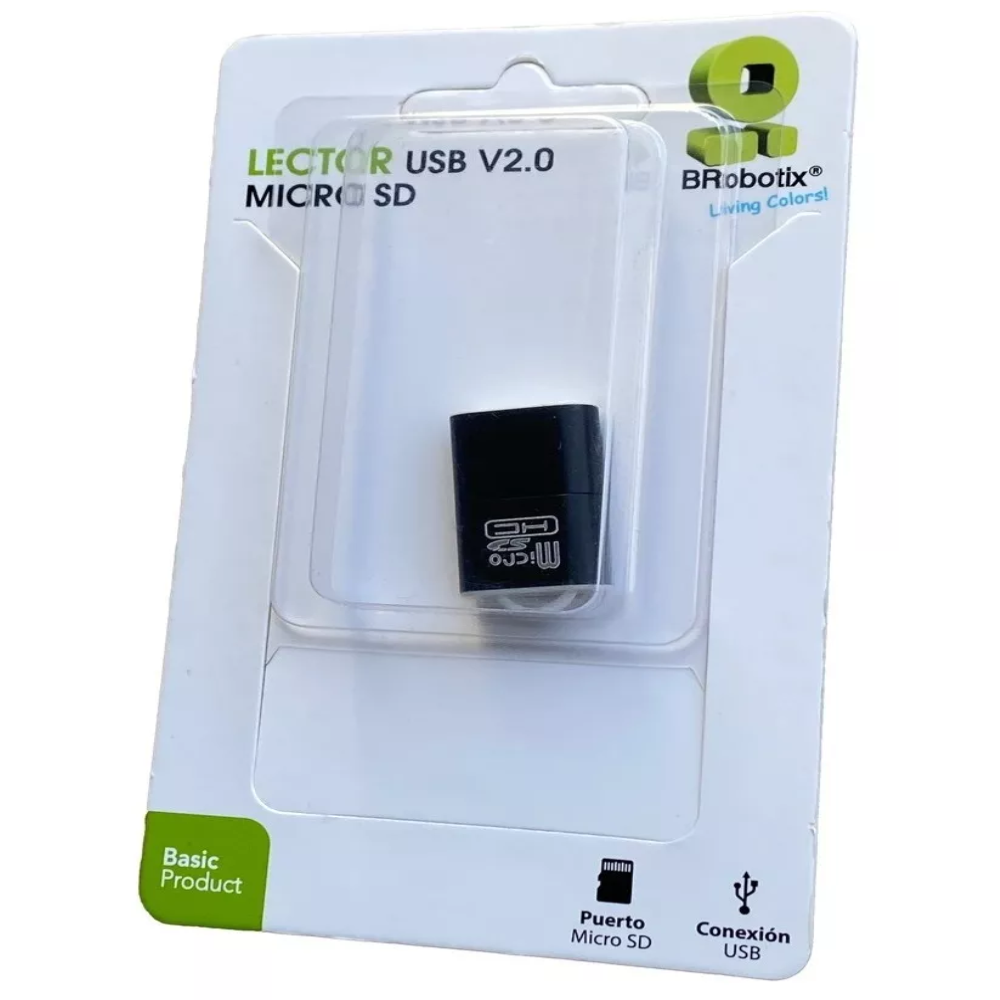 LECTOR USB V2.0
MICRO SD
BRobotix®
Living Colors!
Micro
SD
HC
Basic
Product
Puerto
Micro SD
Conexión
USB